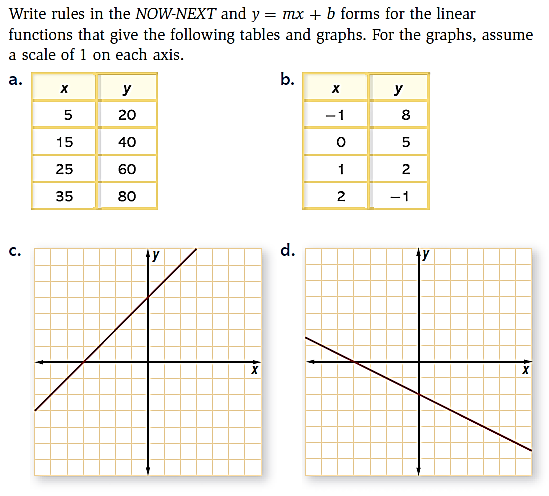 Write rules in the NOW-NEXT and y = mx + b forms for the linear
functions that give the following tables and graphs. For the graphs, assume
a scale of 1 on each axis.
a.
x y
5 20
15 40
25 60
35 80
b.
x y
−1 8
0 5
1 2
2 −1
c.
y
x
d.
y
x